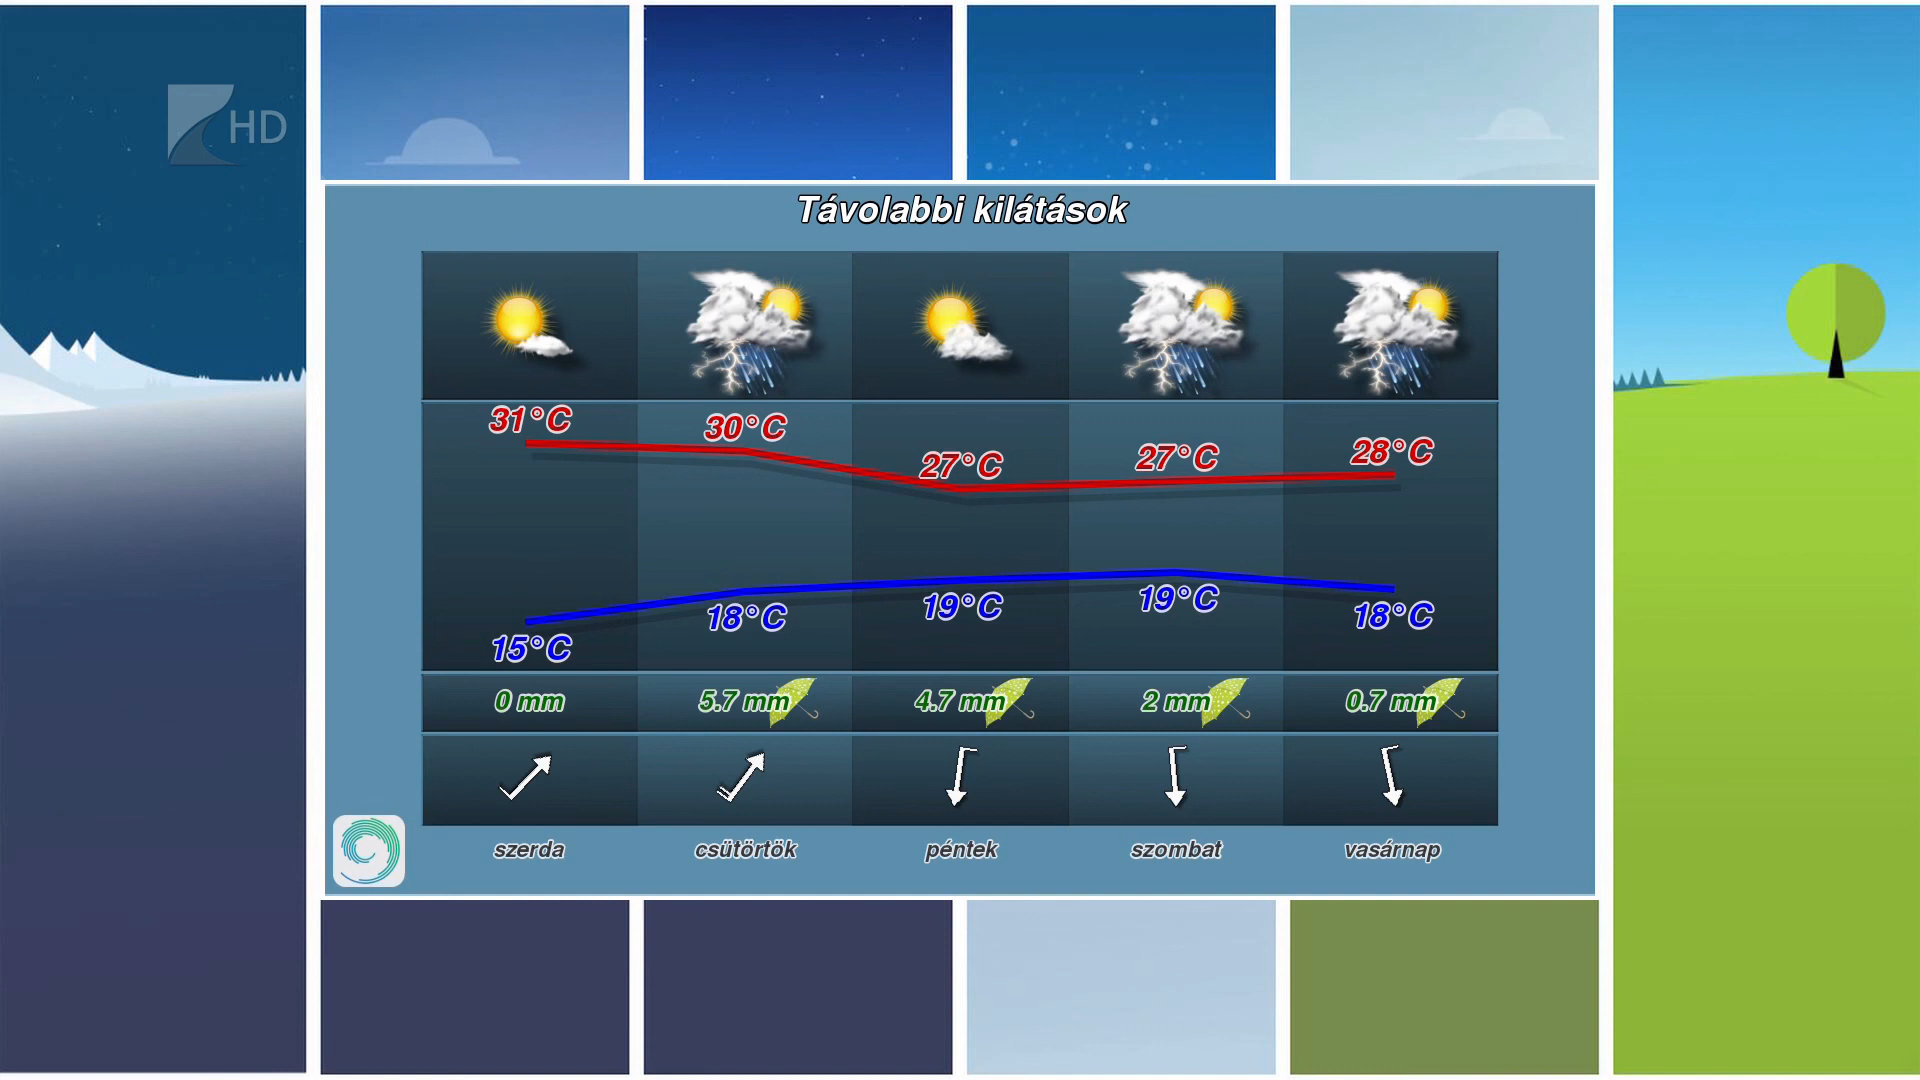 HD
Távolabbi kilátások
31°C 30°C 27°C 27°C 28°C
15°C 18°C 19°C 19°C 18°C
0 mm 5.7 mm 4.7 mm 2 mm 0.7 mm
szerda csütörtök péntek szombat vasárnap